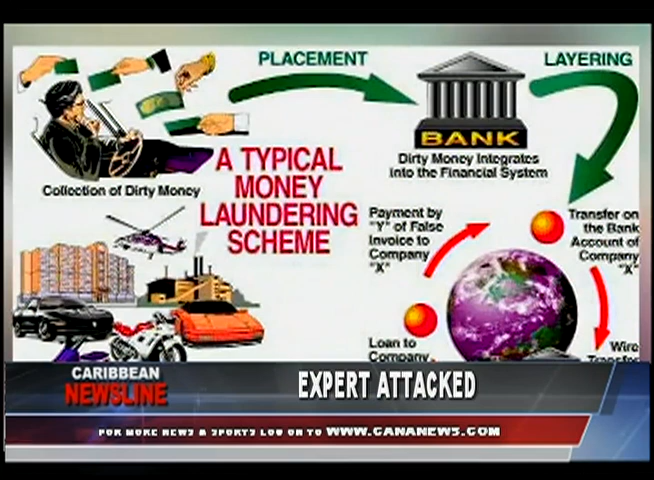 PLACEMENT
LAYERING
BANK
Dirty Money Integrates
into the Financial System
Collection of Dirty Money
A TYPICAL
MONEY
LAUNDERING
SCHEME
Payment by
"Y" of False
Invoice to
Company
"X"
Transfer on
the Bank
Account of
Company
"X"
Loan to
Company
Wire
Transfer
CARIBBEAN
NEWSLINE
EXPERT ATTACKED
FOR MORE NEWS & SPORTS LOG ON TO WWW.CANANEWS.COM